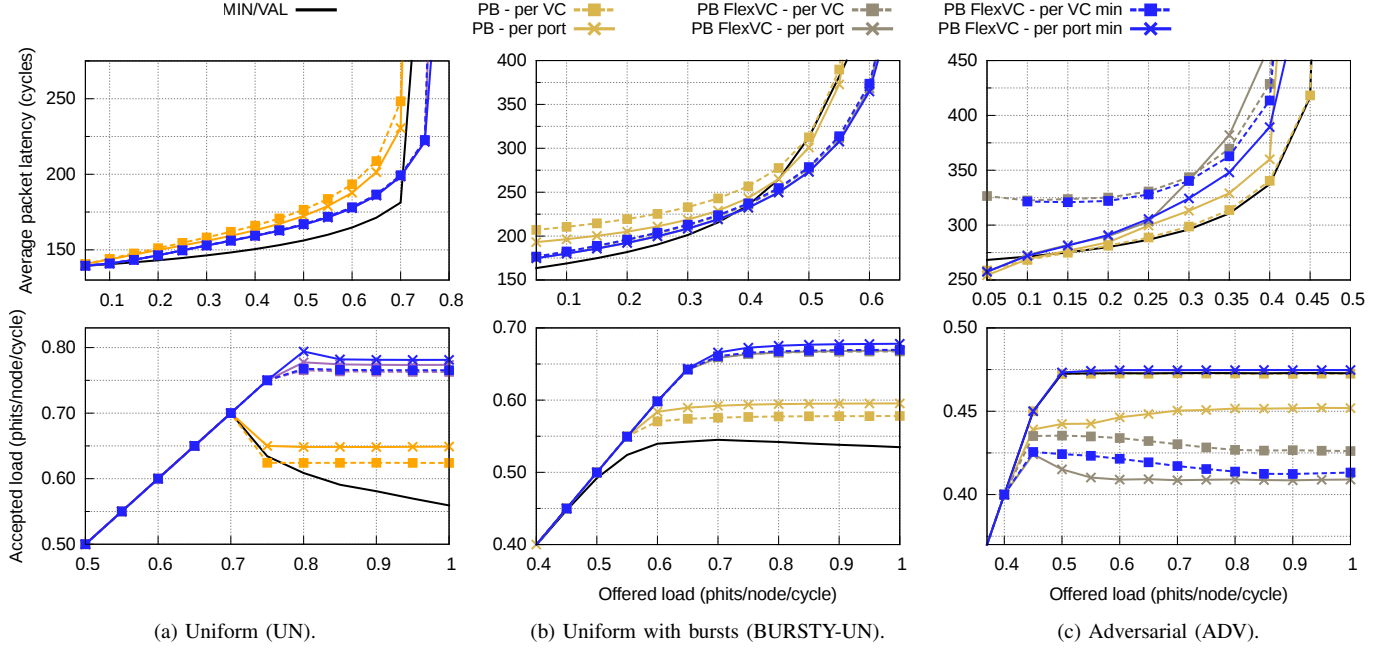 MIN/VAL
PB - per VC
PB - per port
PB FlexVC - per VC
PB FlexVC - per port
PB FlexVC - per VC min
PB FlexVC - per port min
Average packet latency (cycles)
250
200
150
0.1 0.2 0.3 0.4 0.5 0.6 0.7 0.8
400
375
350
325
300
275
250
225
200
175
150
0.1 0.2 0.3 0.4 0.5 0.6
450
400
350
300
250
0.05 0.1 0.15 0.2 0.25 0.3 0.35 0.4 0.45 0.5
Accepted load (phits/node/cycle)
0.80
0.70
0.60
0.50
0.5 0.6 0.7 0.8 0.9 1
0.70
0.60
0.50
0.40
0.4 0.5 0.6 0.7 0.8 0.9 1
Offered load (phits/node/cycle)
0.50
0.45
0.40
0.4 0.5 0.6 0.7 0.8 0.9 1
Offered load (phits/node/cycle)
(a) Uniform (UN).
(b) Uniform with bursts (BURSTY-UN).
(c) Adversarial (ADV).